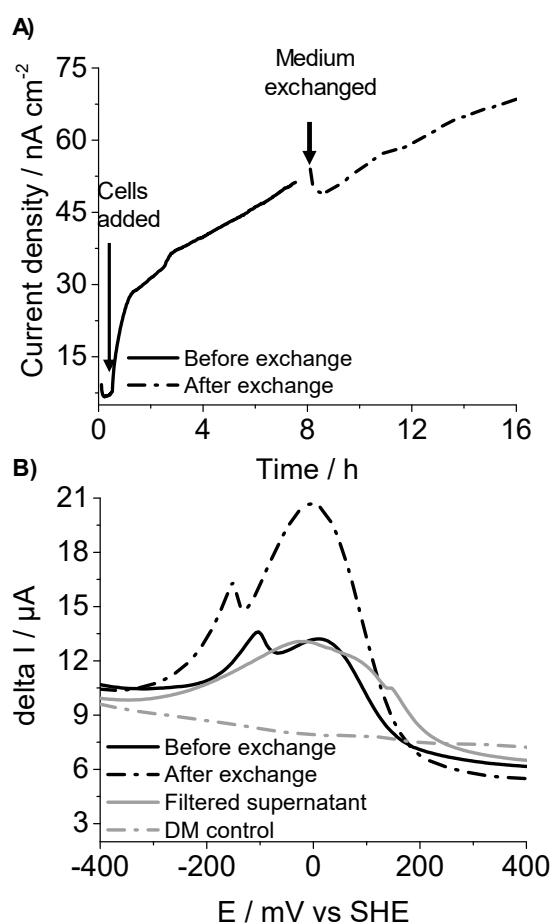 A)
Medium
exchanged
75
60
45
30
15
Current density / nA cm-2
Cells
added
Before exchange
After exchange
0 4 8 12 16
Time / h
B)
21
18
15
12
9
6
3
delta I / µA
Before exchange
After exchange
Filtered supernatant
DM control
-400 -200 0 200 400
E / mV vs SHE